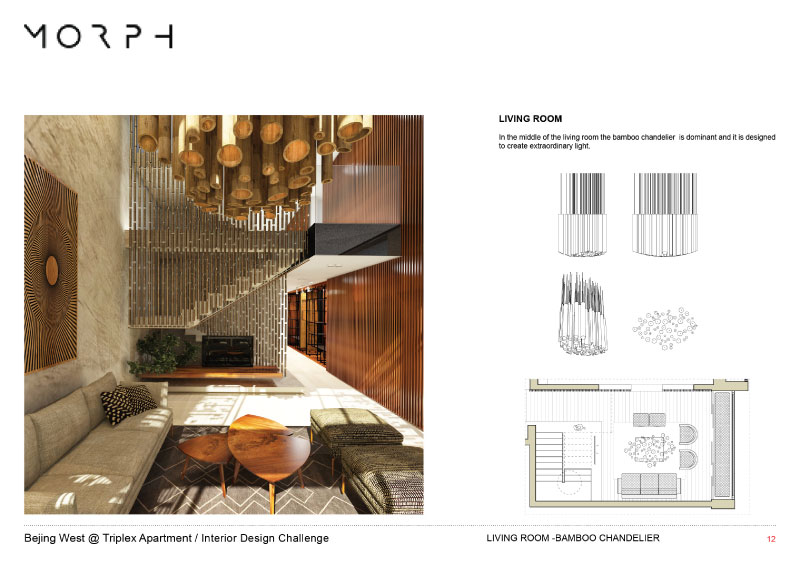 MORPH
LIVING ROOM
In the middle of the living room the bamboo chandelier is dominant and it is designed
to create extraordinary light.
Bejing West @ Triplex Apartment / Interior Design Challenge
LIVING ROOM -BAMBOO CHANDELIER
12